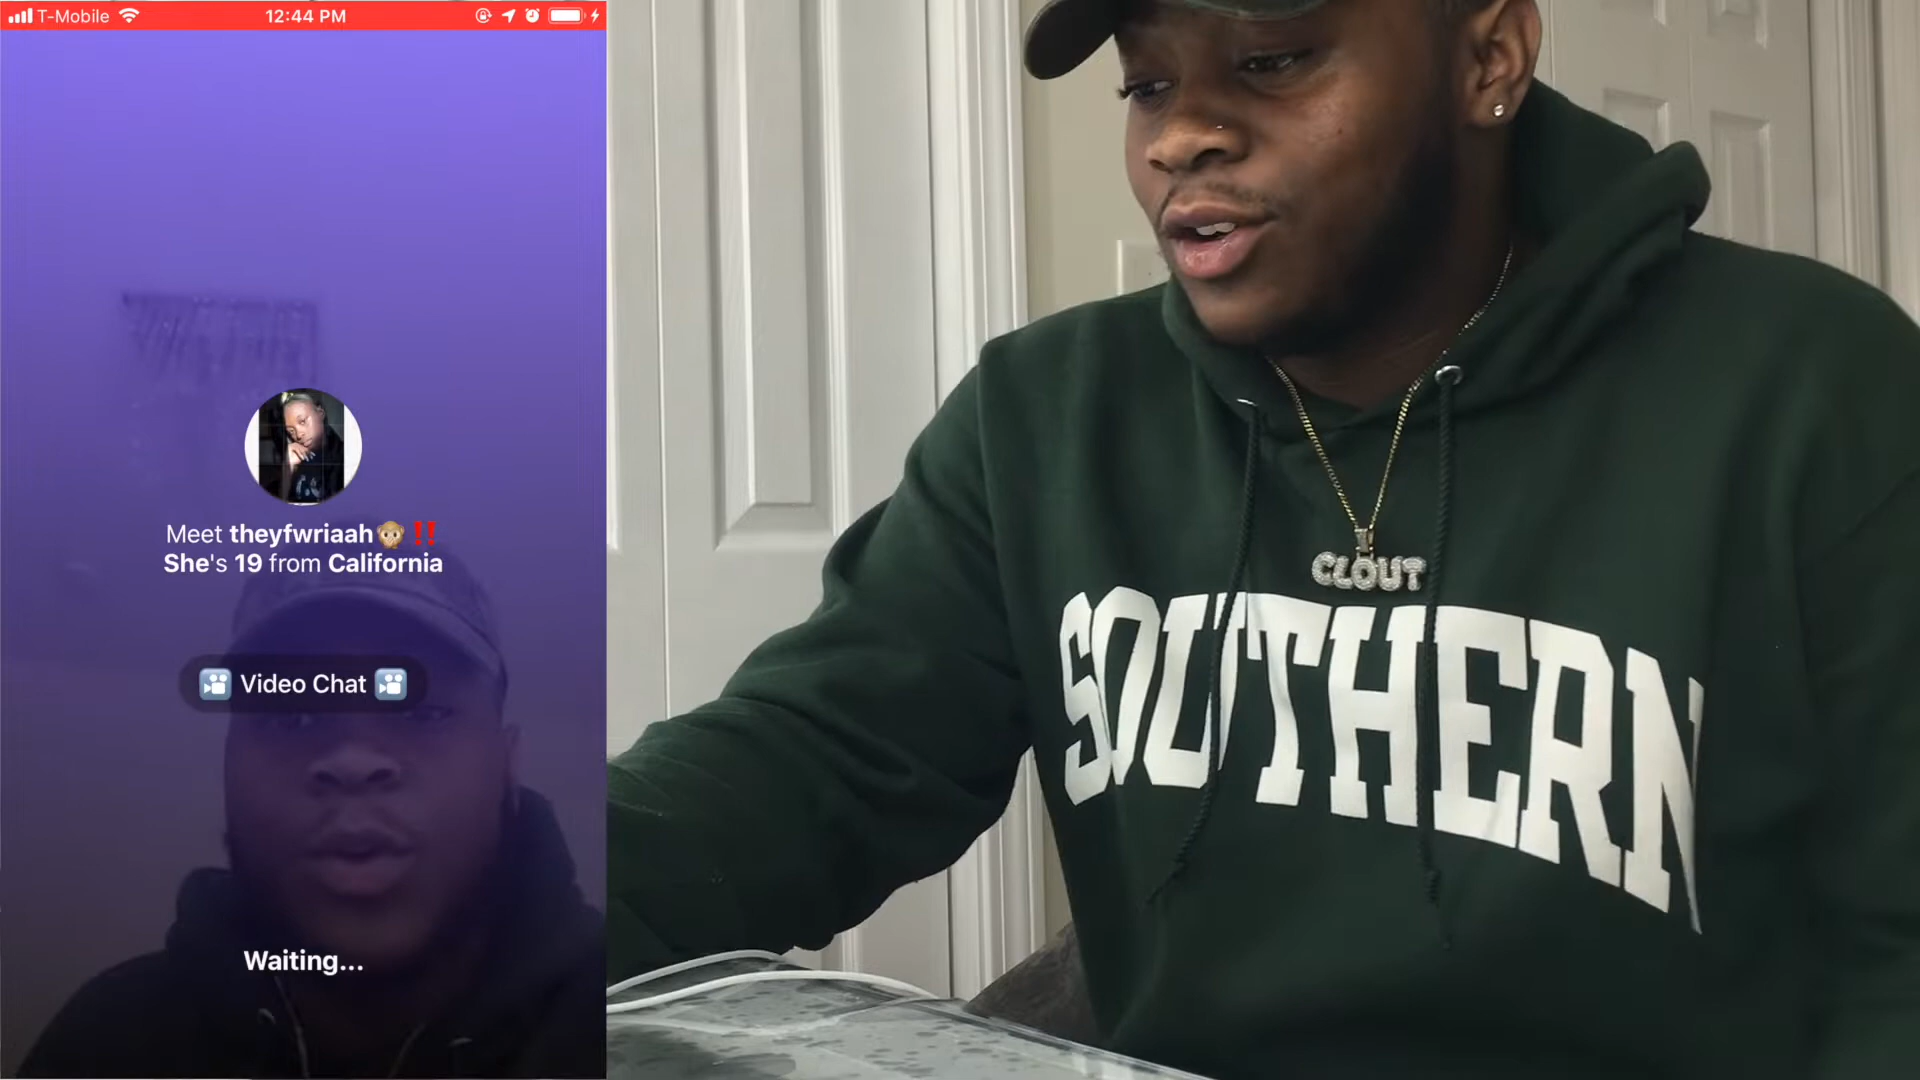 T-Mobile 12:44 PM
Meet theyfwriaah🙊‼️
She's 19 from California
🎦 Video Chat 🎦
Waiting...
CLOUT
SOUTHERN